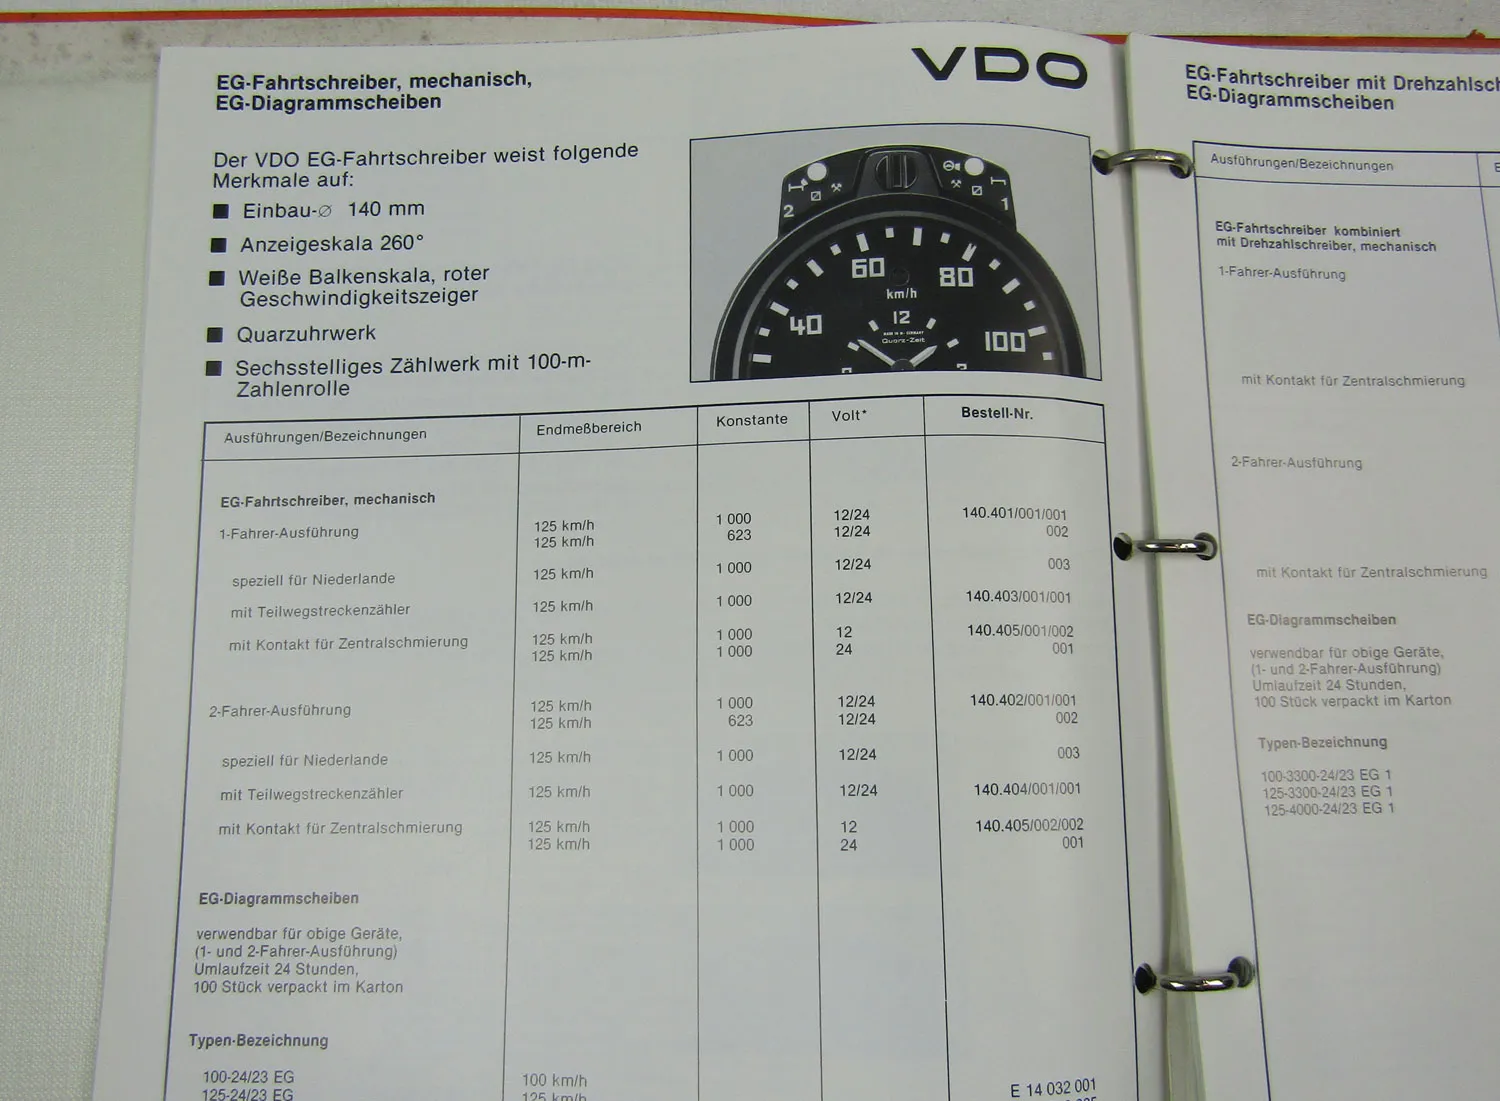 EG-Fahrtschreiber, mechanisch,
EG-Diagrammscheiben
VDO
Der VDO EG-Fahrtschreiber weist folgende
Merkmale auf:
■ Einbau-∅ 140 mm
■ Anzeigeskala 260°
■ Weiße Balkenskala, roter
Geschwindigkeitszeiger
■ Quarzuhrwerk
■ Sechsstelliges Zählwerk mit 100-m-
Zahlenrolle
2 1
60 80
km/h
40 12 100
Quarz-Zeit
Ausführungen/Bezeichnungen Endmeßbereich Konstante Volt* Bestell-Nr.
EG-Fahrtschreiber, mechanisch
1-Fahrer-Ausführung 125 km/h 1 000 12/24 140.401/001/001
125 km/h 623 12/24 002
speziell für Niederlande 125 km/h 1 000 12/24 003
mit Teilwegstreckenzähler 125 km/h 1 000 12/24 140.403/001/001
mit Kontakt für Zentralschmierung 125 km/h 1 000 12 140.405/001/002
125 km/h 1 000 24 001
2-Fahrer-Ausführung 125 km/h 1 000 12/24 140.402/001/001
125 km/h 623 12/24 002
speziell für Niederlande 125 km/h 1 000 12/24 003
mit Teilwegstreckenzähler 125 km/h 1 000 12/24 140.404/001/001
mit Kontakt für Zentralschmierung 125 km/h 1 000 12 140.405/002/002
125 km/h 1 000 24 001
EG-Diagrammscheiben
verwendbar für obige Geräte,
(1- und 2-Fahrer-Ausführung)
Umlaufzeit 24 Stunden,
100 Stück verpackt im Karton
Typen-Bezeichnung
100-24/23 EG 100 km/h E 14 032 001
125-24/23 EG 125 km/h
EG-Fahrtschreiber mit Drehzahlsch
EG-Diagrammscheiben
Ausführungen/Bezeichnungen E
EG-Fahrtschreiber kombiniert
mit Drehzahlschreiber, mechanisch
1-Fahrer-Ausführung
mit Kontakt für Zentralschmierung
2-Fahrer-Ausführung
mit Kontakt für Zentralschmierung
EG-Diagrammscheiben
verwendbar für obige Geräte,
(1- und 2-Fahrer-Ausführung)
Umlaufzeit 24 Stunden,
100 Stück verpackt im Karton
Typen-Bezeichnung
100-3300-24/23 EG 1
125-3300-24/23 EG 1
125-4000-24/23 EG 1